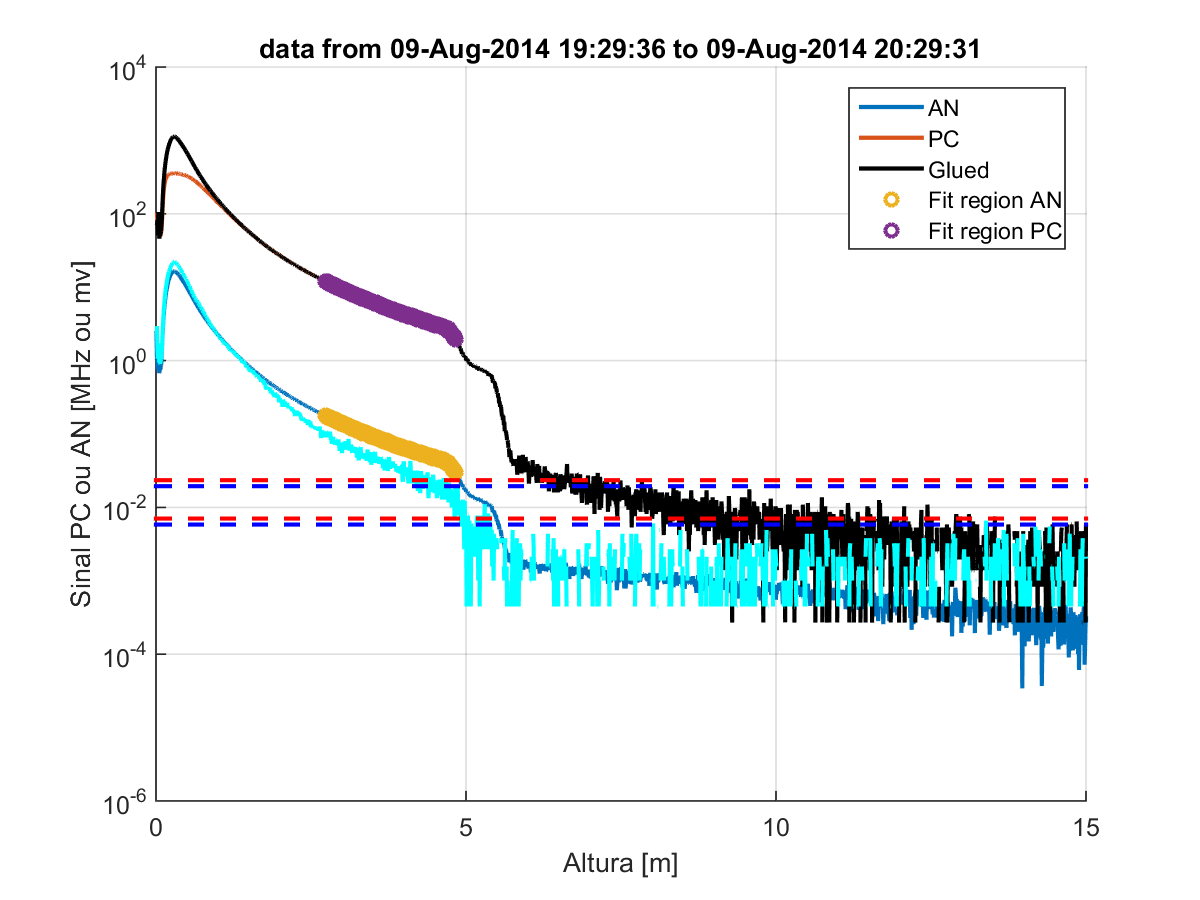 data from 09-Aug-2014 19:29:36 to 09-Aug-2014 20:29:31
Sinal PC ou AN [MHz ou mv]
10^4
10^2
10^0
10^-2
10^-4
10^-6
AN
PC
Glued
Fit region AN
Fit region PC
0
5
10
15
Altura [m]